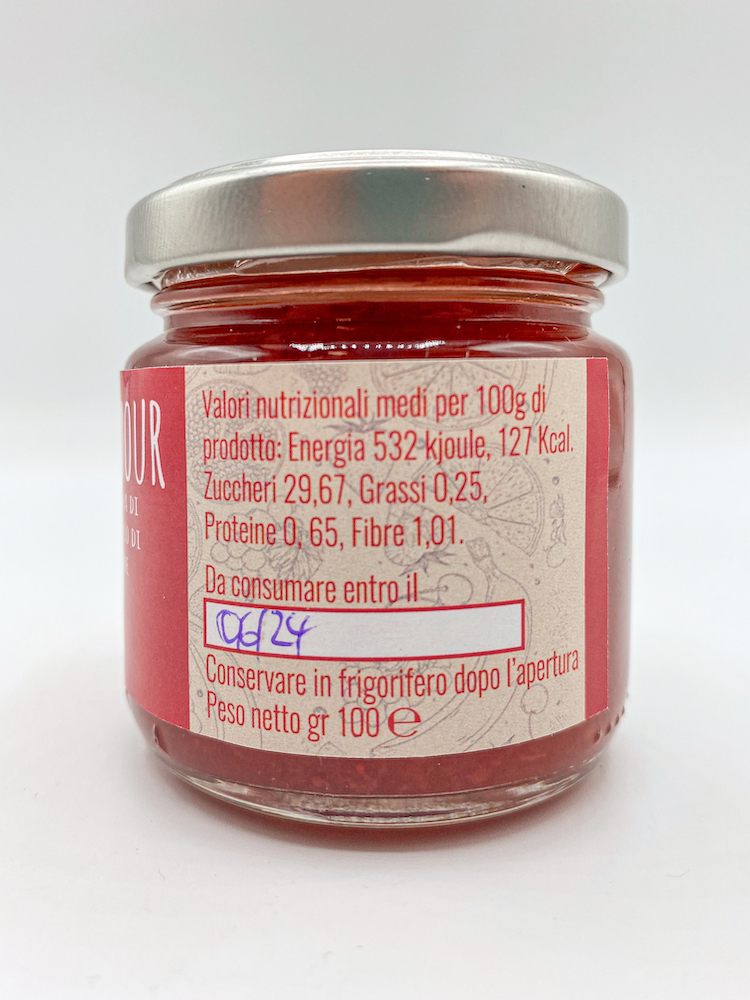 OUR
DI
DI
Valori nutrizionali medi per 100g di
prodotto: Energia 532 kjoule, 127 Kcal.
Zuccheri 29,67, Grassi 0,25,
Proteine 0, 65, Fibre 1,01.
Da consumare entro il
06/24
Conservare in frigorifero dopo l'apertura
Peso netto gr 100 ℮